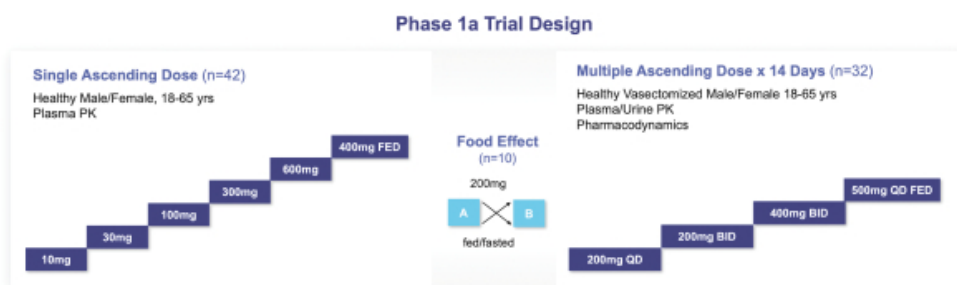 Phase 1a Trial Design
Single Ascending Dose (n=42)
Healthy Male/Female, 18-65 yrs
Plasma PK
400mg FED
600mg
300mg
100mg
30mg
10mg
Food Effect
(n=10)
200mg
A
B
fed/fasted
Multiple Ascending Dose x 14 Days (n=32)
Healthy Vasectomized Male/Female 18-65 yrs
Plasma/Urine PK
Pharmacodynamics
500mg QD FED
400mg BID
200mg BID
200mg QD